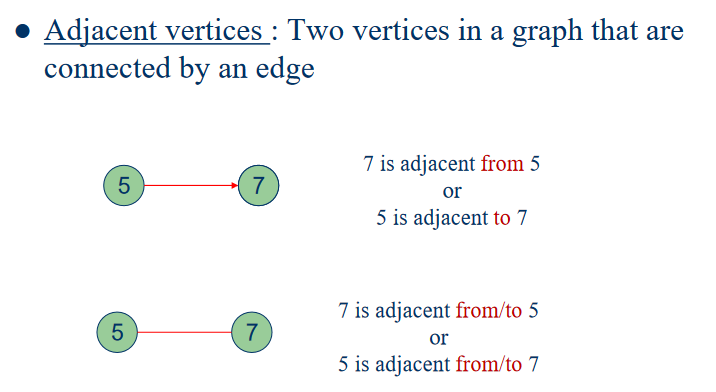 ● Adjacent vertices : Two vertices in a graph that are
connected by an edge
5 7
7 is adjacent from 5
or
5 is adjacent to 7
5 7
7 is adjacent from/to 5
or
5 is adjacent from/to 7